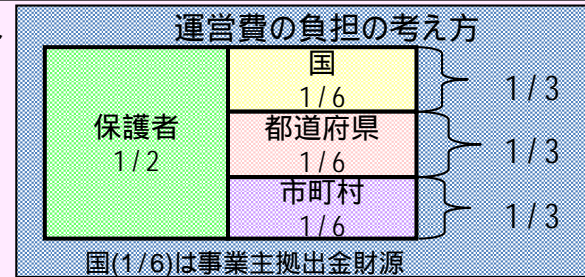 運営費の負担の考え方
保護者
1/2
国
1/6
都道府県
1/6
市町村
1/6
1/3
1/3
1/3
国(1/6)は事業主拠出金財源